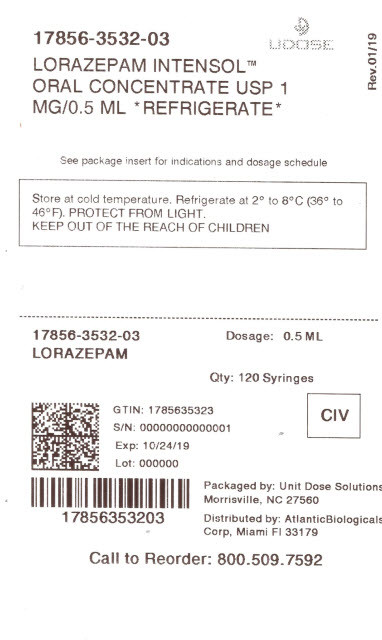 17856-3532-03
UDOSE
Rev.01/19
LORAZEPAM INTENSOL™
ORAL CONCENTRATE USP 1
MG/0.5 ML *REFRIGERATE*
See package insert for indications and dosage schedule
Store at cold temperature. Refrigerate at 2° to 8°C (36° to
46°F). PROTECT FROM LIGHT.
KEEP OUT OF THE REACH OF CHILDREN
17856-3532-03
Dosage: 0.5 ML
LORAZEPAM
Qty: 120 Syringes
GTIN: 1785635323
S/N: 00000000000001
Exp: 10/24/19
Lot: 000000
CIV
Packaged by: Unit Dose Solutions
Morrisville, NC 27560
17856353203
Distributed by: AtlanticBiologicals
Corp, Miami Fl 33179
Call to Reorder: 800.509.7592